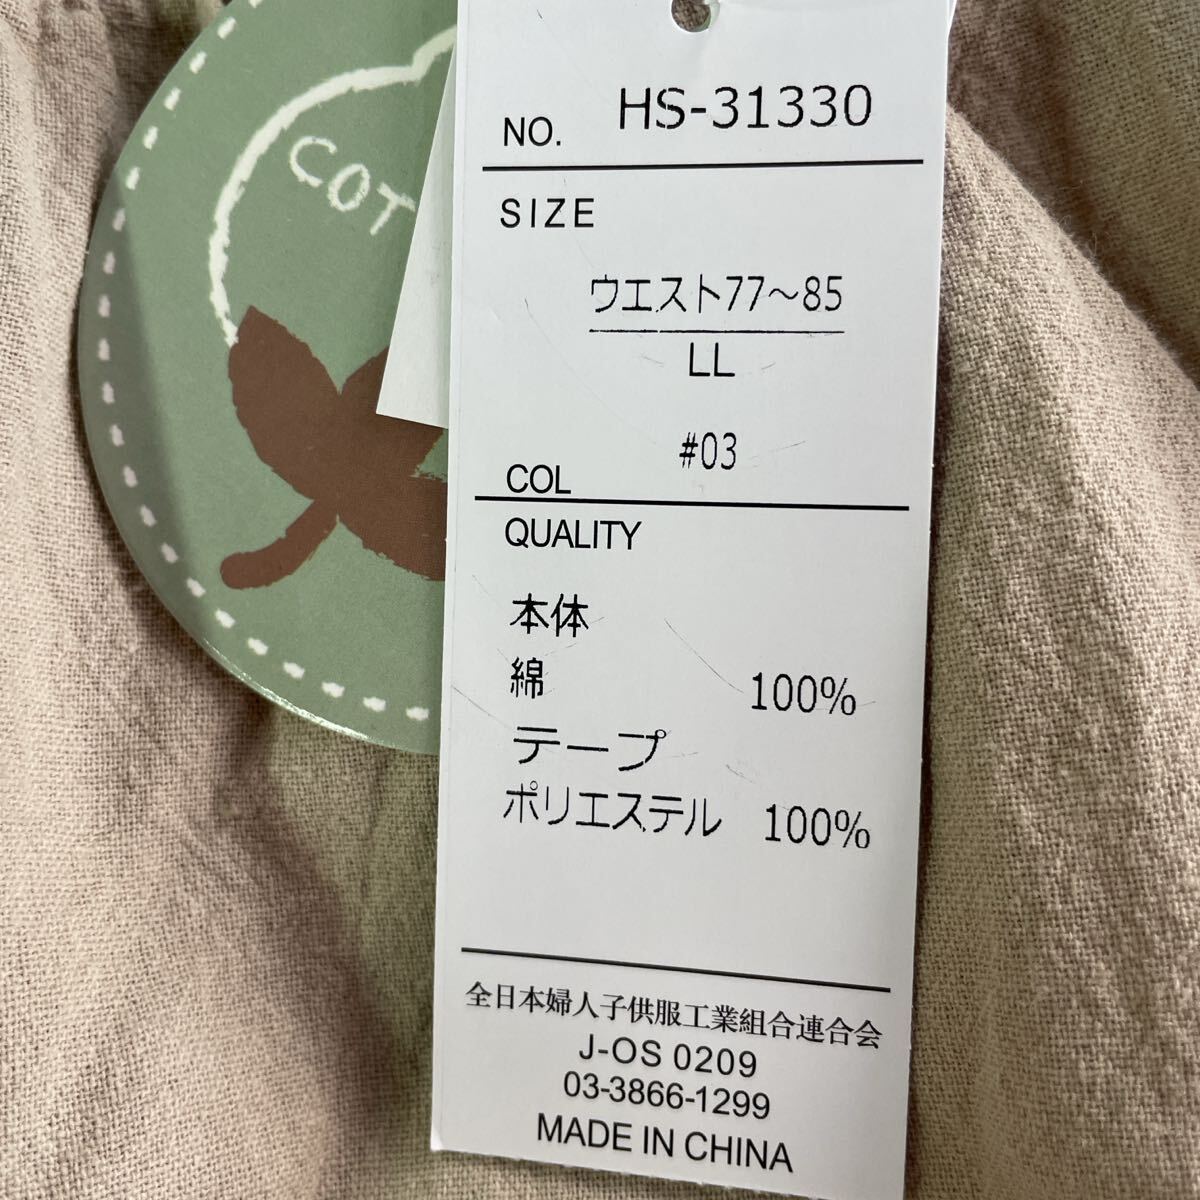 COT
NO. HS-31330
SIZE
ウエスト77〜85
LL
#03
COL
QUALITY
本体
綿 100%
テープ
ポリエステル 100%
全日本婦人子供服工業組合連合会
J-OS 0209
03-3866-1299
MADE IN CHINA